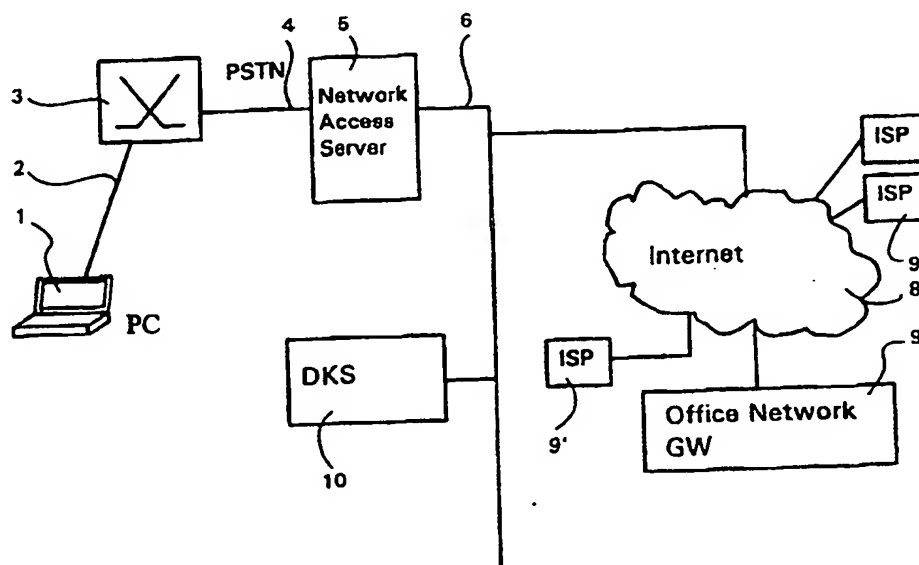 4
5
6
PSTN
3
Network
Access
Server
ISP
ISP
2
1
Internet
9
8
PC
ISP
9
DKS
Office Network
GW
9'
10